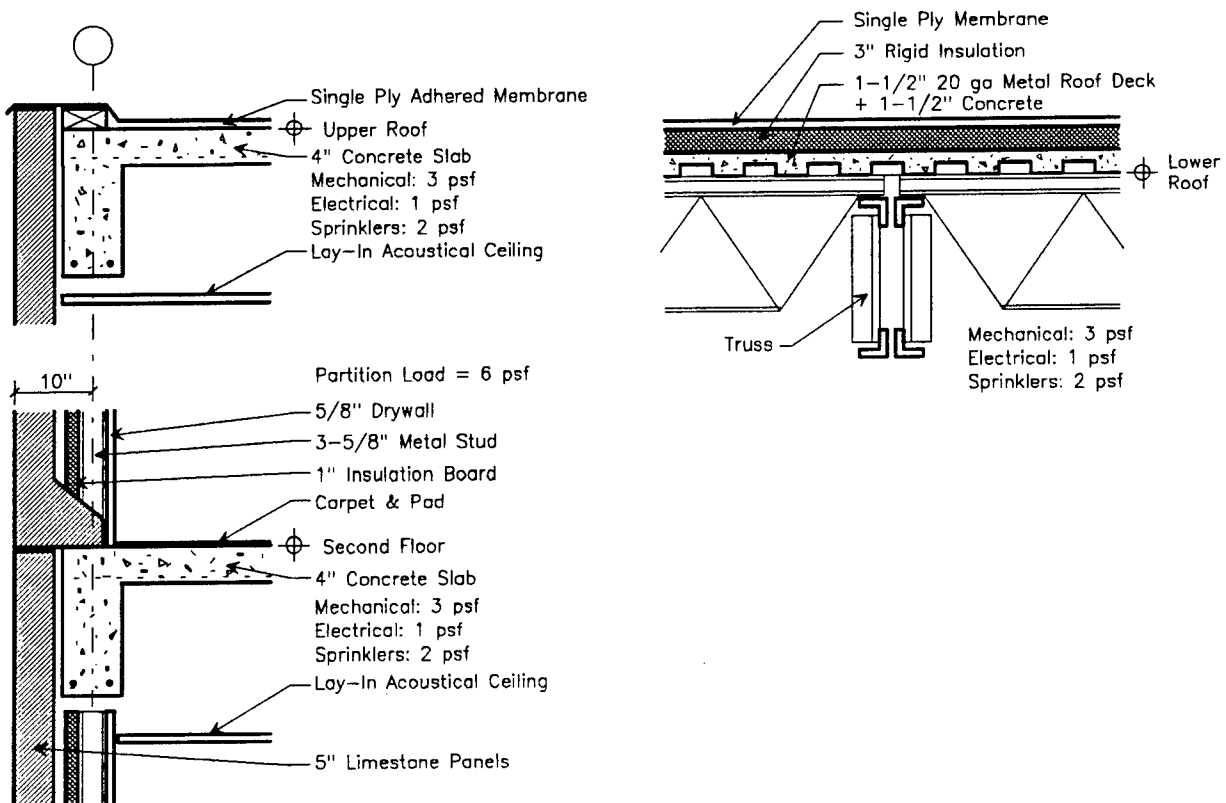 Single Ply Adhered Membrane
Upper Roof
4" Concrete Slab
Mechanical: 3 psf
Electrical: 1 psf
Sprinklers: 2 psf
Lay-In Acoustical Ceiling
10"
Partition Load = 6 psf
5/8" Drywall
3-5/8" Metal Stud
1" Insulation Board
Carpet & Pad
Second Floor
4" Concrete Slab
Mechanical: 3 psf
Electrical: 1 psf
Sprinklers: 2 psf
Lay-In Acoustical Ceiling
5" Limestone Panels
Single Ply Membrane
3" Rigid Insulation
1-1/2" 20 ga Metal Roof Deck
+ 1-1/2" Concrete
Lower
Roof
Truss
Mechanical: 3 psf
Electrical: 1 psf
Sprinklers: 2 psf